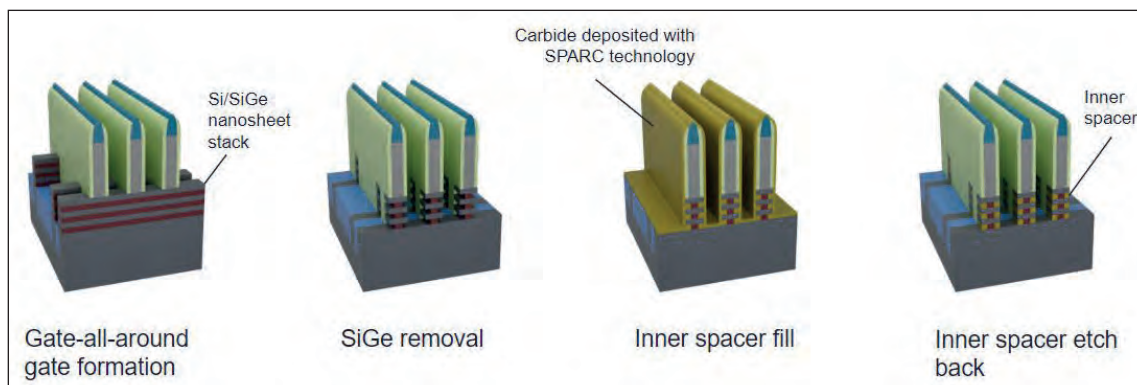 Carbide deposited with
SPARC technology
Si/SiGe
nanosheet
stack
Inner
spacer
Gate-all-around
gate formation
SiGe removal
Inner spacer fill
Inner spacer etch
back